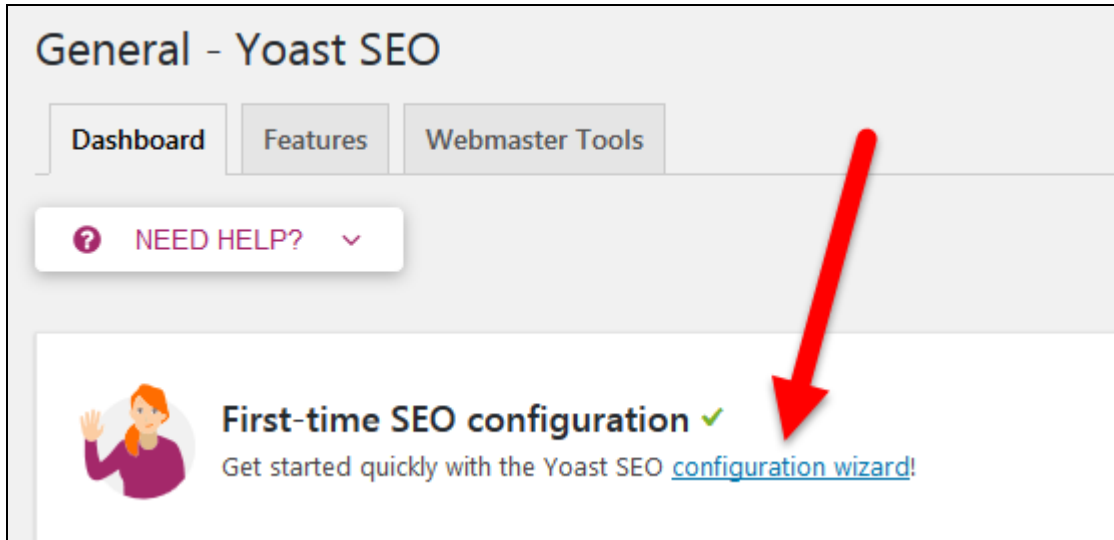 General - Yoast SEO
Dashboard Features Webmaster Tools
? NEED HELP?
First-time SEO configuration
Get started quickly with the Yoast SEO configuration wizard!